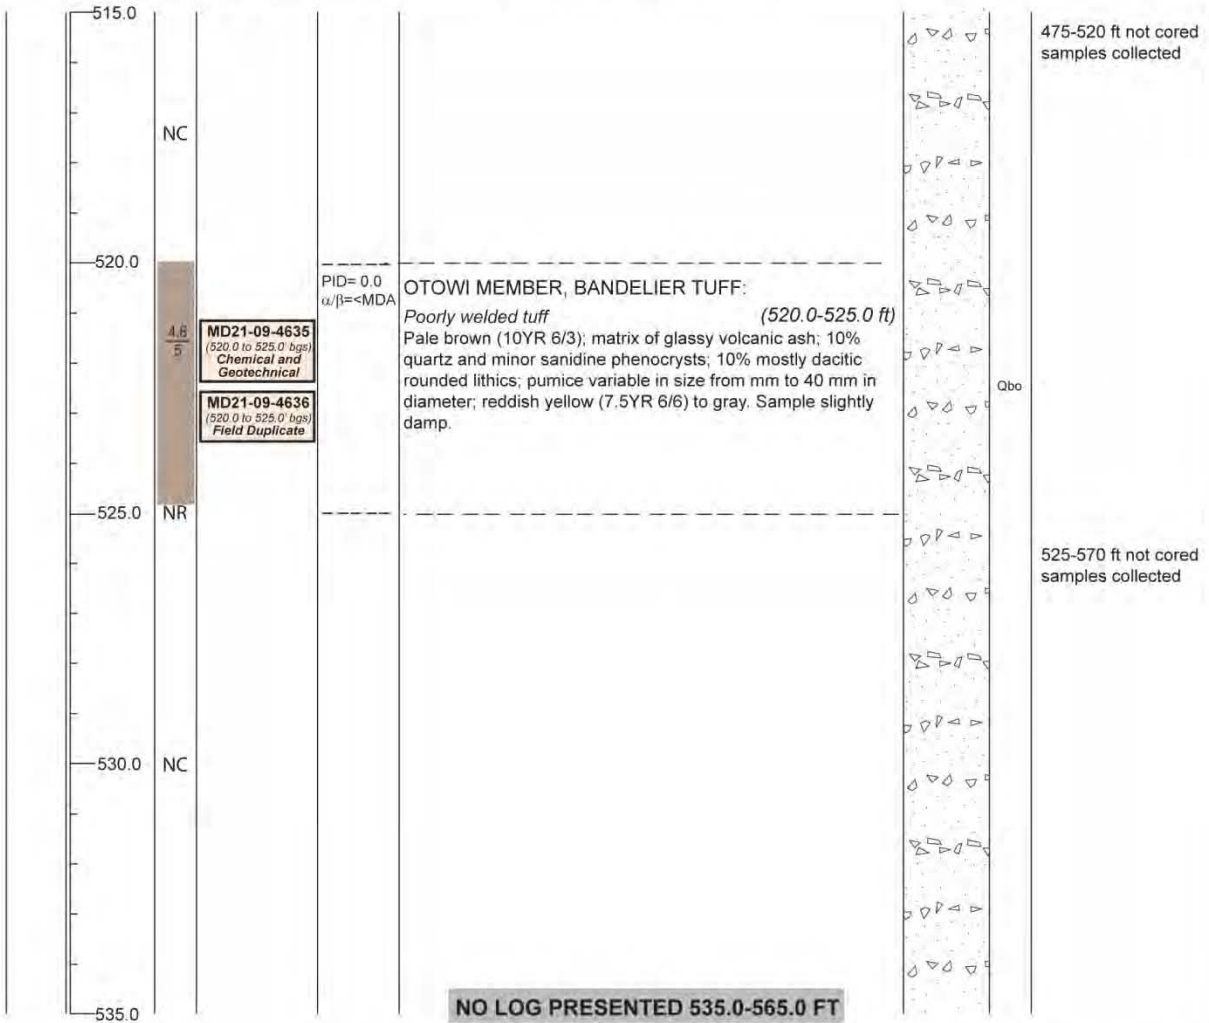 515.0
475-520 ft not cored
samples collected
NC
520.0
PID= 0.0
α/β=<MDA
OTOWI MEMBER, BANDELIER TUFF:
Poorly welded tuff (520.0-525.0 ft)
Pale brown (10YR 6/3); matrix of glassy volcanic ash; 10%
quartz and minor sanidine phenocrysts; 10% mostly dacitic
rounded lithics; pumice variable in size from mm to 40 mm in
diameter; reddish yellow (7.5YR 6/6) to gray. Sample slightly
damp.
4.8
5
MD21-09-4635
(520.0 to 525.0' bgs)
Chemical and
Geotechnical
MD21-09-4636
(520.0 to 525.0' bgs)
Field Duplicate
Qbo
525.0
NR
525-570 ft not cored
samples collected
530.0
NC
535.0
NO LOG PRESENTED 535.0-565.0 FT